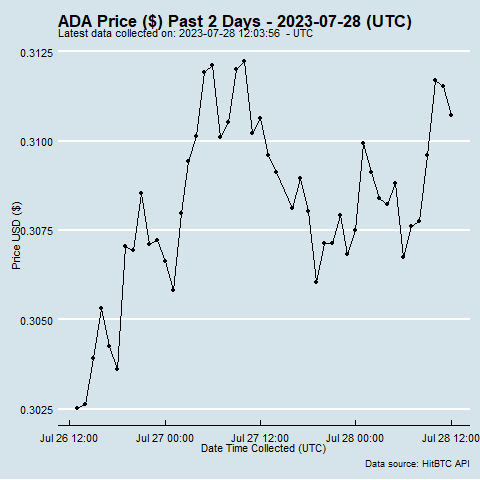 ADA Price ($) Past 2 Days - 2023-07-28 (UTC)
Latest data collected on: 2023-07-28 12:03:56 - UTC
0.3125
0.3100
0.3075
0.3050
0.3025
Price USD ($)
Jul 26 12:00 Jul 27 00:00 Jul 27 12:00 Jul 28 00:00 Jul 28 12:00
Date Time Collected (UTC)
Data source: HitBTC API